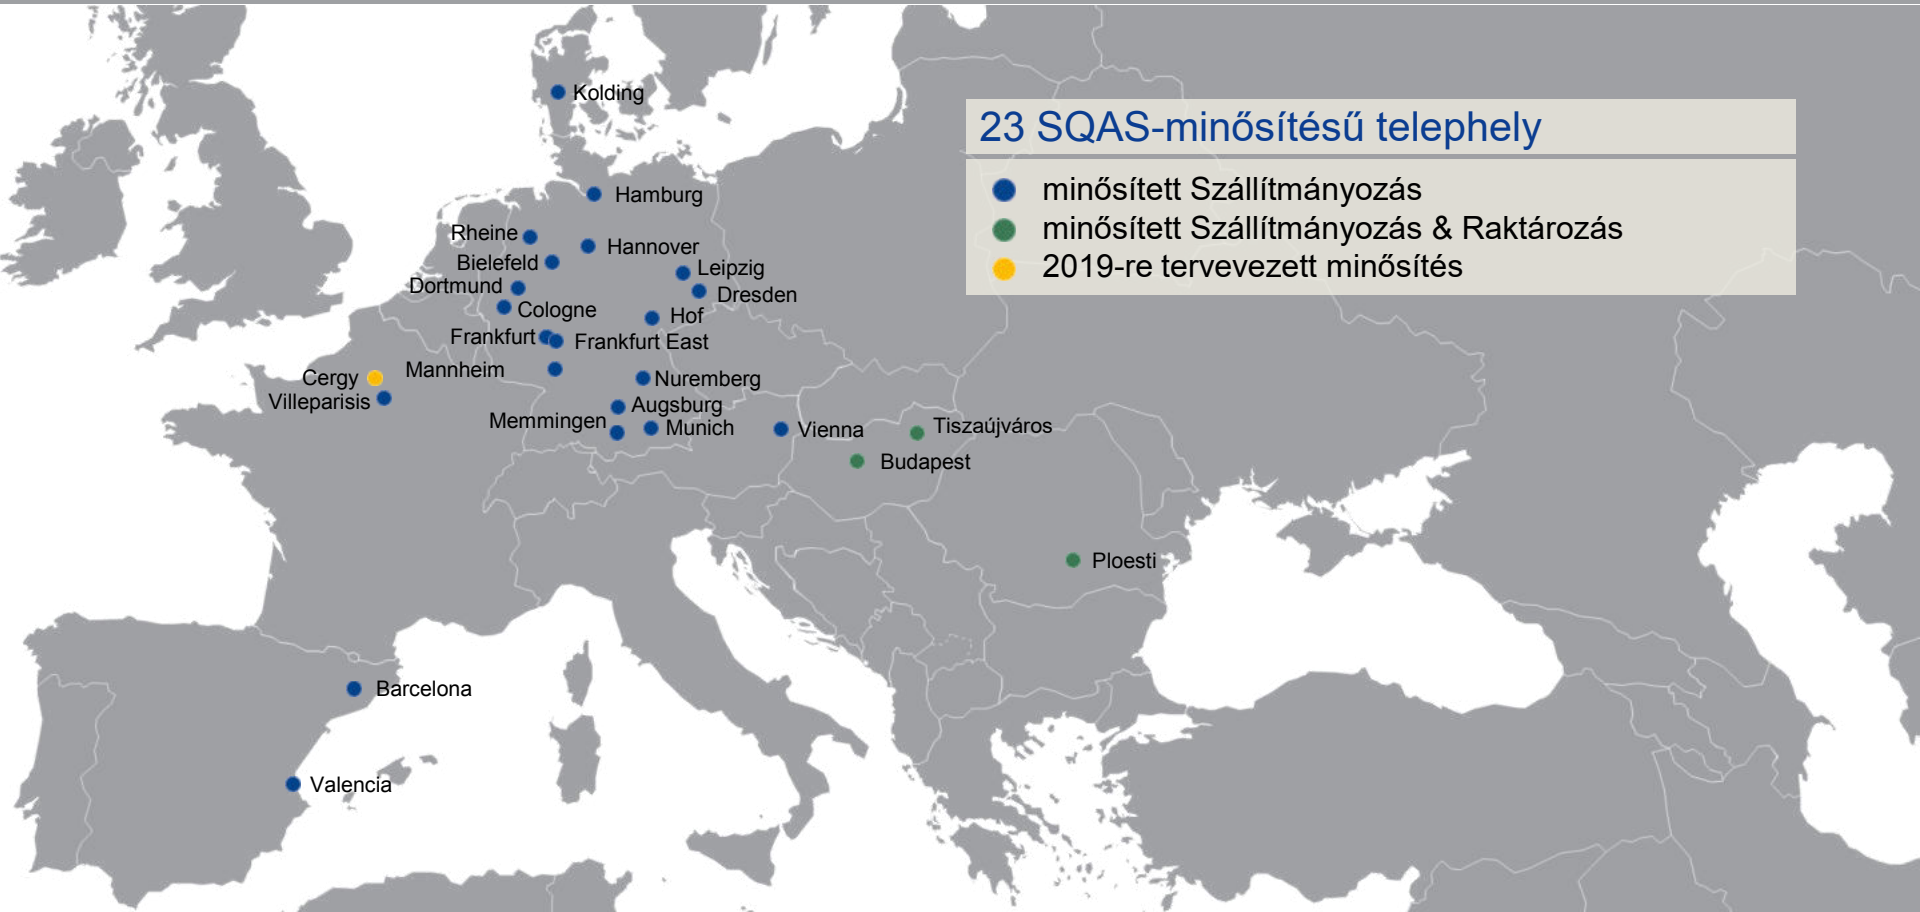 23 SQAS-minősítésű telephely
minősített Szállítmányozás
minősített Szállítmányozás & Raktározás
2019-re tervevezett minősítés
Kolding
Hamburg
Rheine
Hannover
Bielefeld
Leipzig
Dortmund
Dresden
Cologne
Hof
Frankfurt
Frankfurt East
Mannheim
Cergy
Nuremberg
Villeparisis
Augsburg
Memmingen
Munich
Vienna
Tiszaújváros
Budapest
Ploesti
Barcelona
Valencia